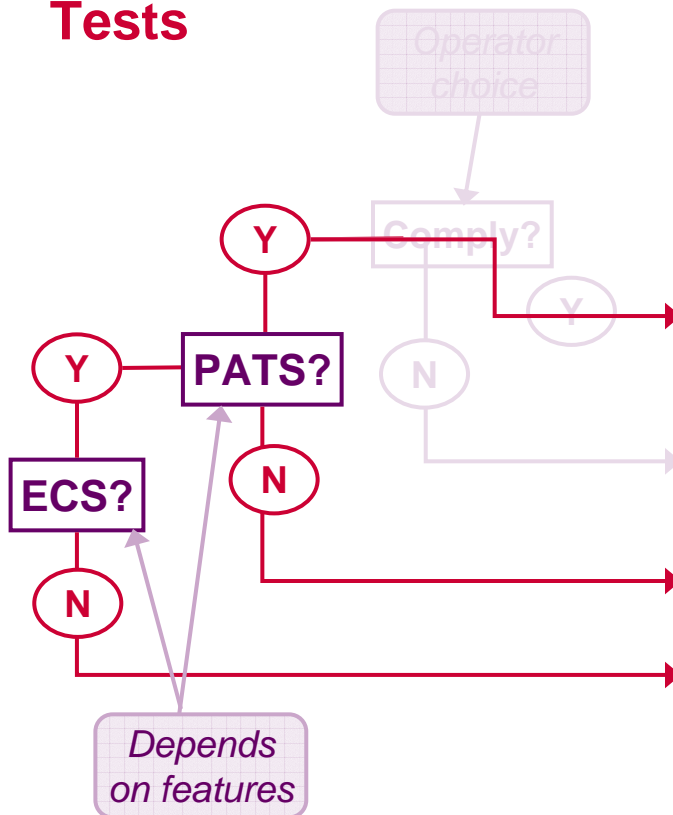 Tests
Operator
choice
Y
Comply?
Y
Y
PATS?
N
ECS?
N
N
Depends
on features